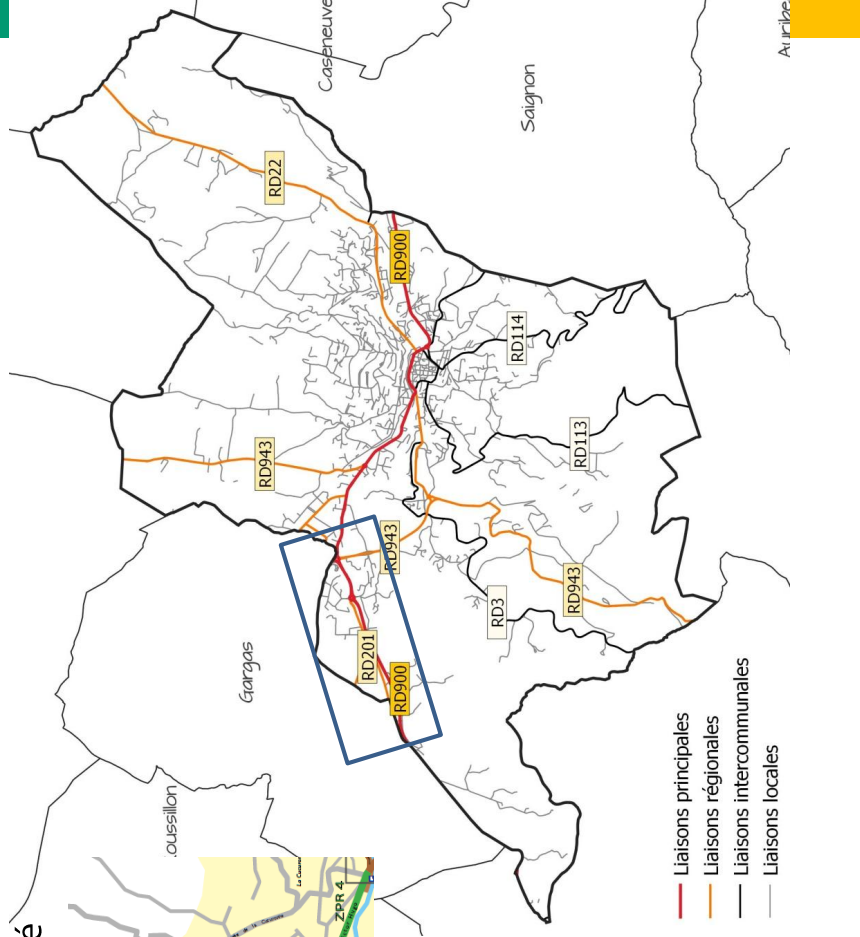 é
ZPR 4
oussillon
Gargas
RD943
RD22
Caseneuve
RD201
RD943
RD900
RD900
RD3
RD943
RD113
RD114
Saignon
Auribe
Liaisons principales
Liaisons régionales
Liaisons intercommunales
Liaisons locales